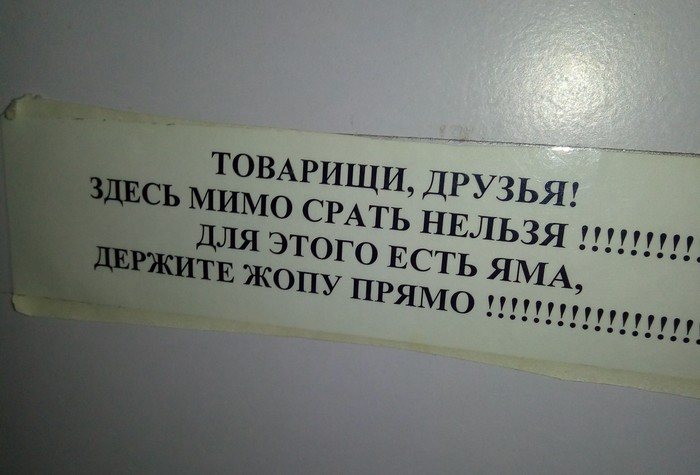 ТОВАРИЩИ, ДРУЗЬЯ!
ЗДЕСЬ МИМО СРАТЬ НЕЛЬЗЯ !!!!!!!!!!
ДЛЯ ЭТОГО ЕСТЬ ЯМА,
ДЕРЖИТЕ ЖОПУ ПРЯМО !!!!!!!!!!!!!!!!!!